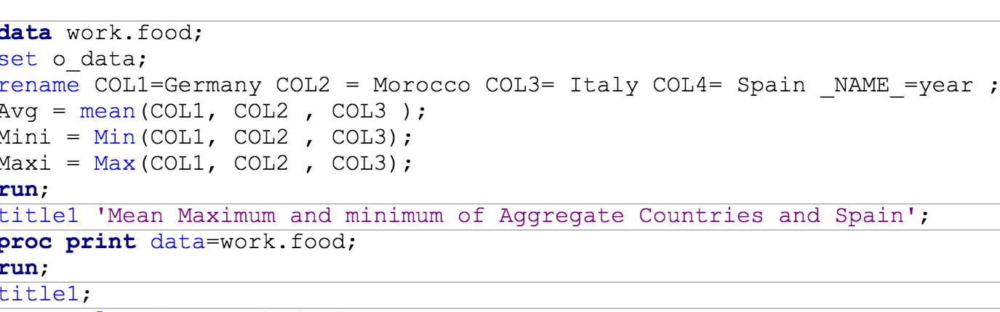 data work.food;
set o_data;
rename COL1=Germany COL2 = Morocco COL3= Italy COL4= Spain _NAME_=year ;
Avg = mean(COL1, COL2 , COL3 );
Mini = Min(COL1, COL2 , COL3);
Maxi = Max(COL1, COL2 , COL3);
run;
title1 'Mean Maximum and minimum of Aggregate Countries and Spain';
proc print data=work.food;
run;
title1;